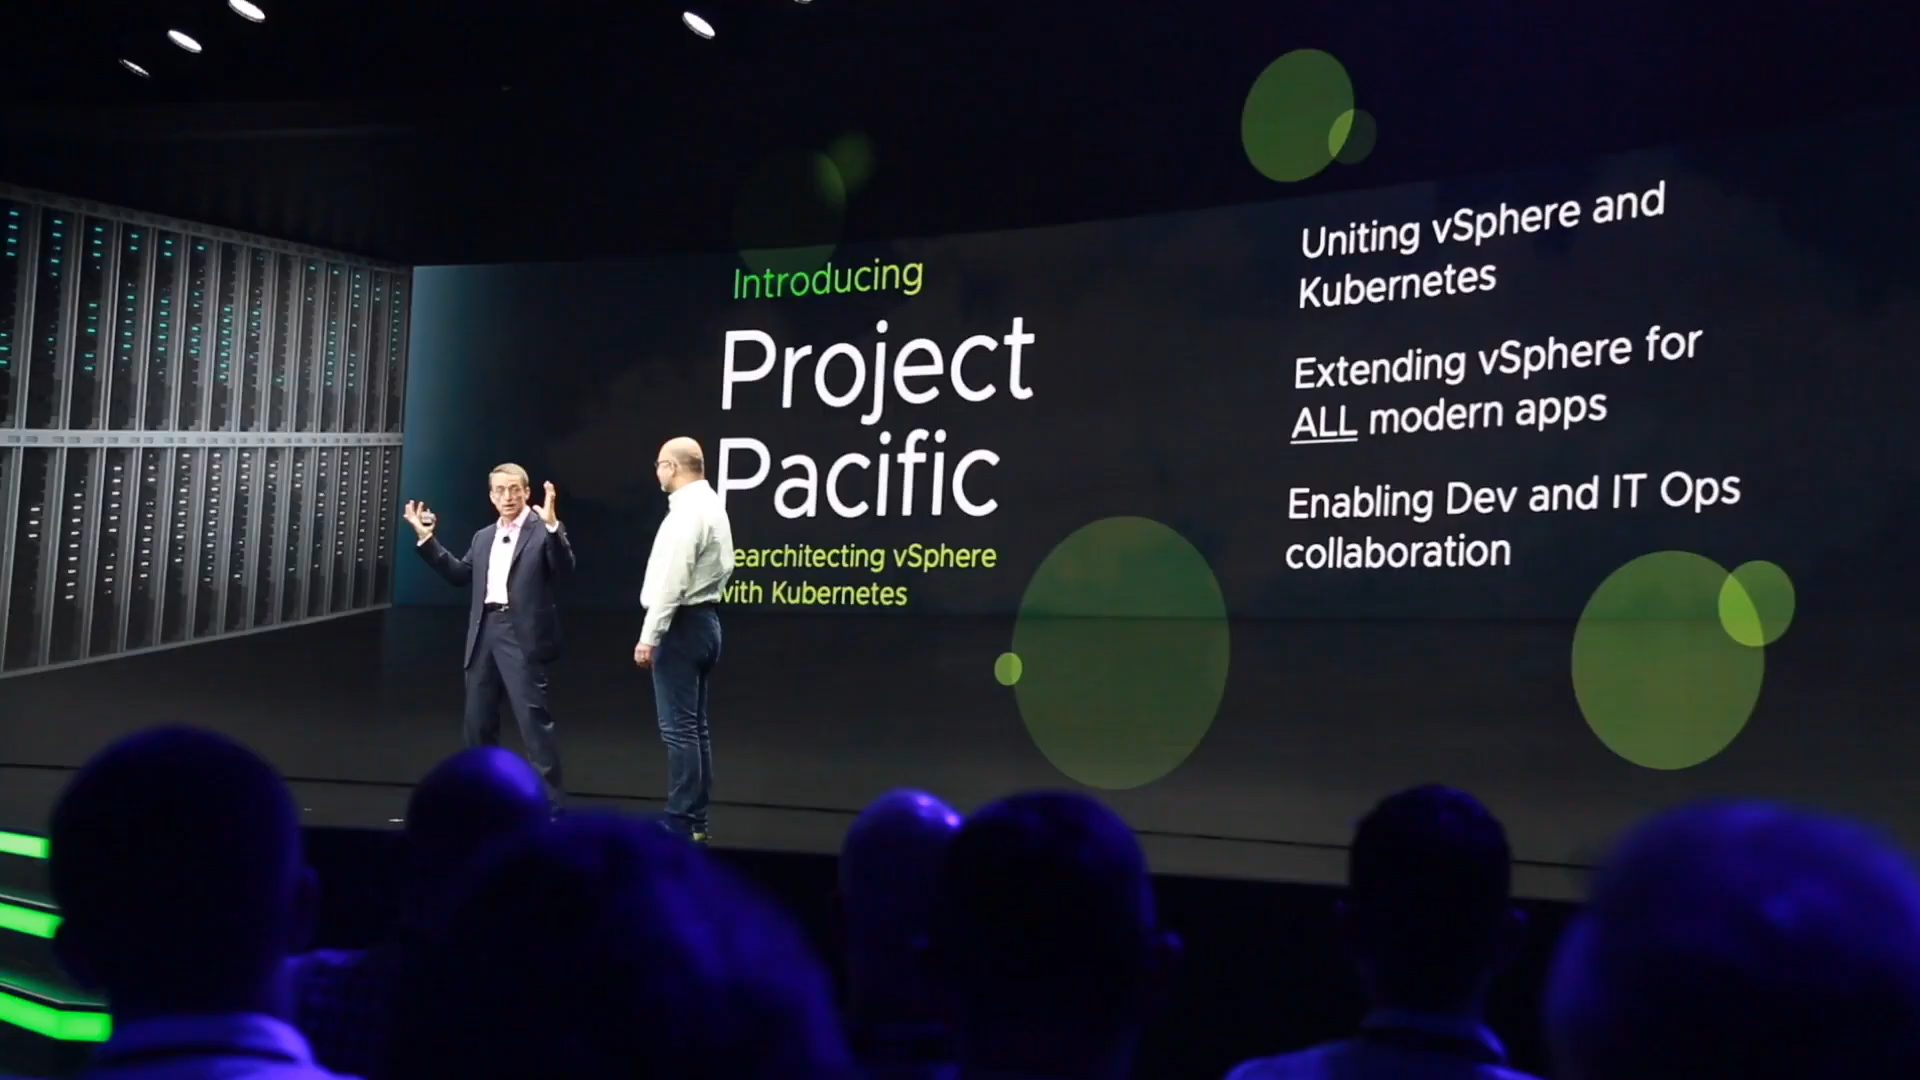 Introducing
Project
Pacific
earchitecting vSphere
with Kubernetes
Uniting vSphere and
Kubernetes
Extending vSphere for
ALL modern apps
Enabling Dev and IT Ops
collaboration